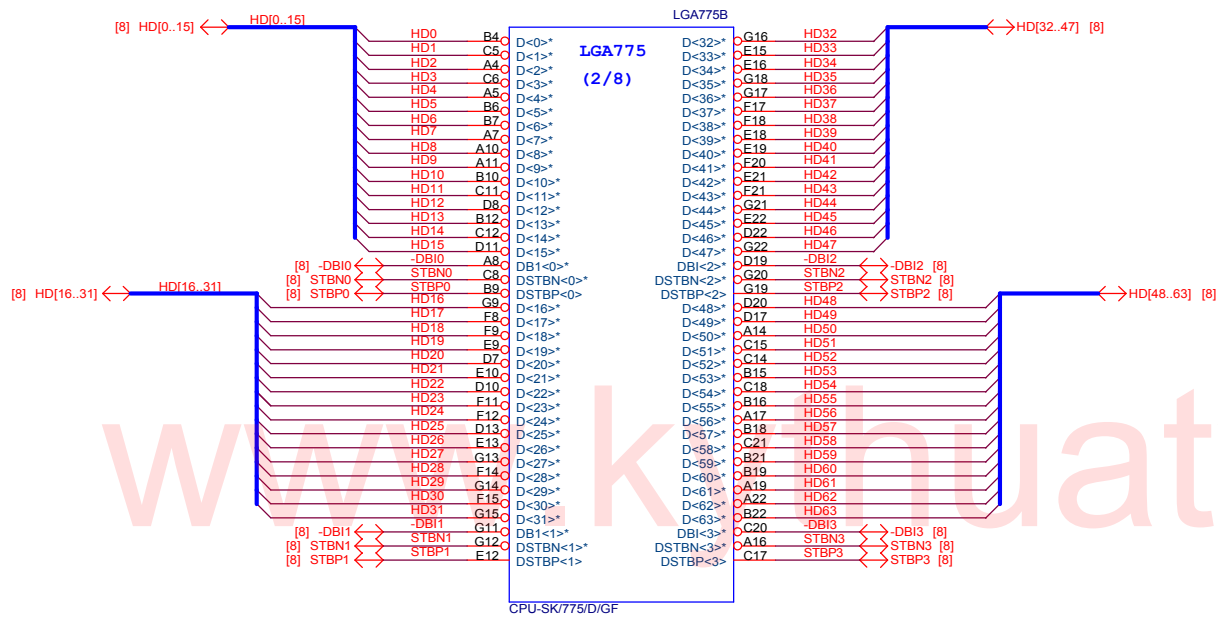 LGA775B
[8] HD[0..15] HD[0..15] HD[32..47] [8]
LGA775
(2/8)
HD0 B4 D<0>* D<32>* G16 HD32
HD1 C5 D<1>* D<33>* E15 HD33
HD2 A4 D<2>* D<34>* E16 HD34
HD3 C6 D<3>* D<35>* G18 HD35
HD4 A5 D<4>* D<36>* G17 HD36
HD5 B6 D<5>* D<37>* F17 HD37
HD6 B7 D<6>* D<38>* F18 HD38
HD7 A7 D<7>* D<39>* E18 HD39
HD8 A10 D<8>* D<40>* E19 HD40
HD9 A11 D<9>* D<41>* F20 HD41
HD10 B10 D<10>* D<42>* E21 HD42
HD11 C11 D<11>* D<43>* F21 HD43
HD12 D8 D<12>* D<44>* G21 HD44
HD13 B12 D<13>* D<45>* E22 HD45
HD14 C12 D<14>* D<46>* D22 HD46
HD15 D11 D<15>* D<47>* G22 HD47
[8] -DBI0 -DBI0 A8 DB1<0>* DBI<2>* D19 -DBI2 -DBI2 [8]
[8] STBN0 STBN0 C8 DSTBN<0>* DSTBN<2>* G20 STBN2 STBN2 [8]
[8] STBP0 STBP0 B9 DSTBP<0> DSTBP<2> G19 STBP2 STBP2 [8]
[8] HD[16..31] HD[16..31] HD[48..63] [8]
HD16 G9 D<16>* D<48>* D20 HD48
HD17 F8 D<17>* D<49>* D17 HD49
HD18 F9 D<18>* D<50>* A14 HD50
HD19 E9 D<19>* D<51>* C15 HD51
HD20 D7 D<20>* D<52>* C14 HD52
HD21 E10 D<21>* D<53>* B15 HD53
HD22 D10 D<22>* D<54>* C18 HD54
HD23 F11 D<23>* D<55>* B16 HD55
HD24 F12 D<24>* D<56>* A17 HD56
HD25 D13 D<25>* D<57>* B18 HD57
HD26 E13 D<26>* D<58>* C21 HD58
HD27 G13 D<27>* D<59>* B21 HD59
HD28 F14 D<28>* D<60>* B19 HD60
HD29 G14 D<29>* D<61>* A19 HD61
HD30 F15 D<30>* D<62>* A22 HD62
HD31 G15 D<31>* D<63>* B22 HD63
[8] -DBI1 -DBI1 G11 DB1<1>* DBI<3>* C20 -DBI3 -DBI3 [8]
[8] STBN1 STBN1 G12 DSTBN<1>* DSTBN<3>* A16 STBN3 STBN3 [8]
[8] STBP1 STBP1 E12 DSTBP<1> DSTBP<3> C17 STBP3 STBP3 [8]
CPU-SK/775/D/GF
www.kythuat